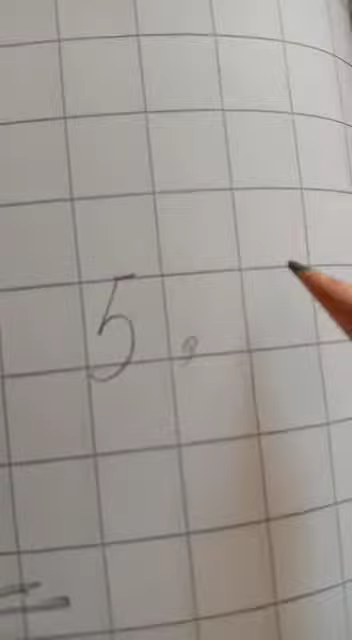 5.
=